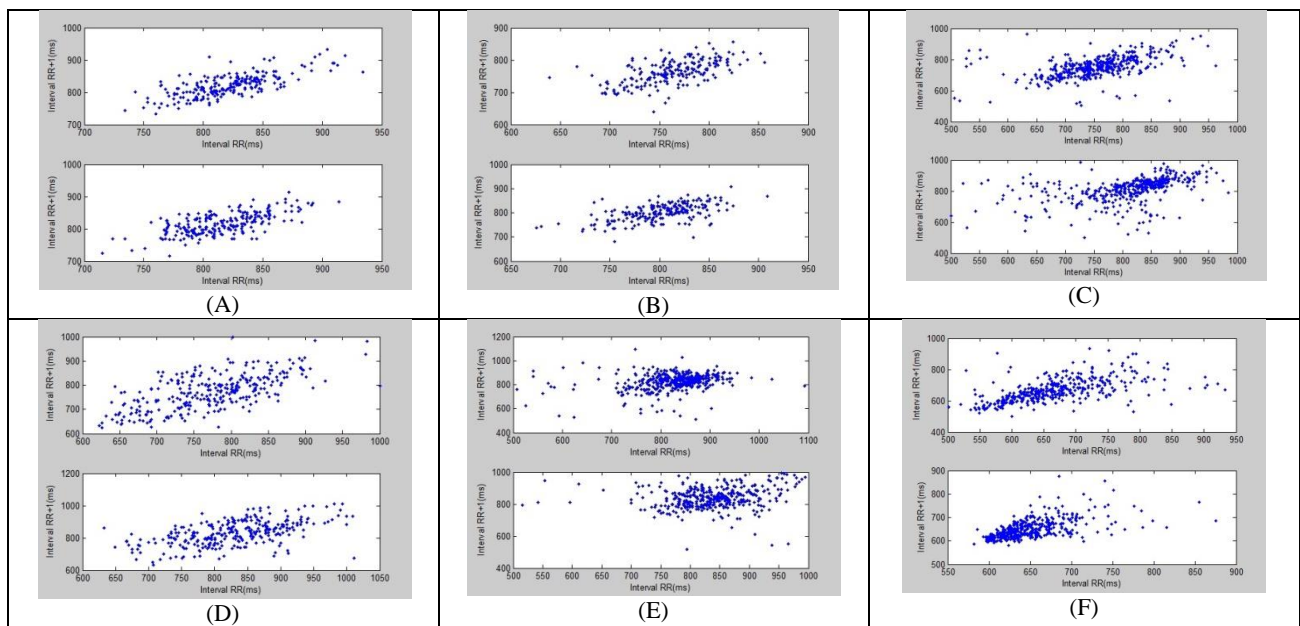 1000
900
800
700
Interval RR+1(ms)
700 750 800 850 900 950
Interval RR(ms)
1000
900
800
700
Interval RR+1(ms)
700 750 800 850 900 950
Interval RR(ms)
(A)
900
800
700
600
Interval RR+1(ms)
600 650 700 750 800 850 900
Interval RR(ms)
1000
900
800
700
600
Interval RR+1(ms)
650 700 750 800 850 900 950
Interval RR(ms)
(B)
1000
800
600
400
Interval RR+1(ms)
500 550 600 650 700 750 800 850 900 950 1000
Interval RR(ms)
1000
800
600
400
Interval RR+1(ms)
500 550 600 650 700 750 800 850 900 950 1000
Interval RR(ms)
(C)
1000
900
800
700
600
Interval RR+1(ms)
600 650 700 750 800 850 900 950 1000
Interval RR(ms)
1200
1000
800
600
Interval RR+1(ms)
600 650 700 750 800 850 900 950 1000 1050
Interval RR(ms)
(D)
1200
1000
800
600
400
Interval RR+1(ms)
500 600 700 800 900 1000 1100
Interval RR(ms)
1000
800
600
400
Interval RR+1(ms)
500 550 600 650 700 750 800 850 900 950 1000
Interval RR(ms)
(E)
1000
800
600
400
Interval RR+1(ms)
500 550 600 650 700 750 800 850 900 950
Interval RR(ms)
900
800
700
600
500
Interval RR+1(ms)
550 600 650 700 750 800 850 900
Interval RR(ms)
(F)